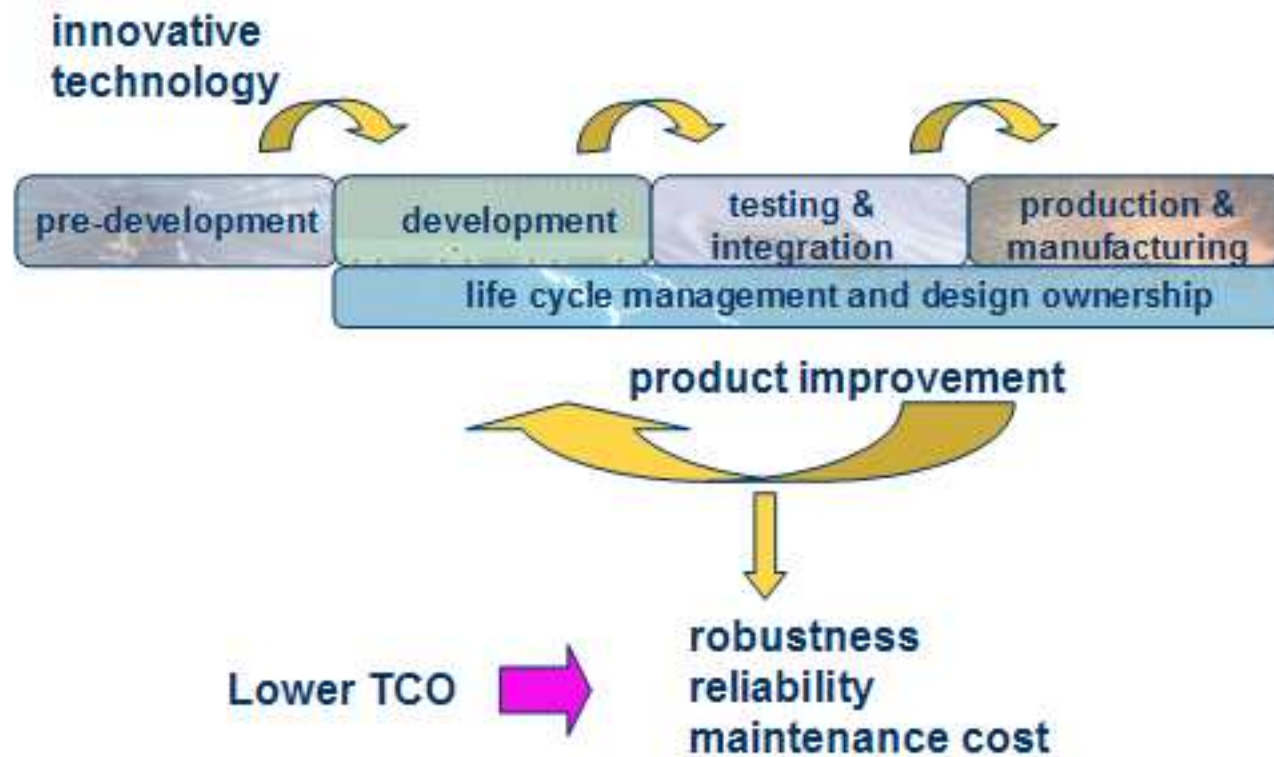 innovative
technology
pre-development
development
testing &
integration
production &
manufacturing
life cycle management and design ownership
product improvement
robustness
Lower TCO
reliability
maintenance cost